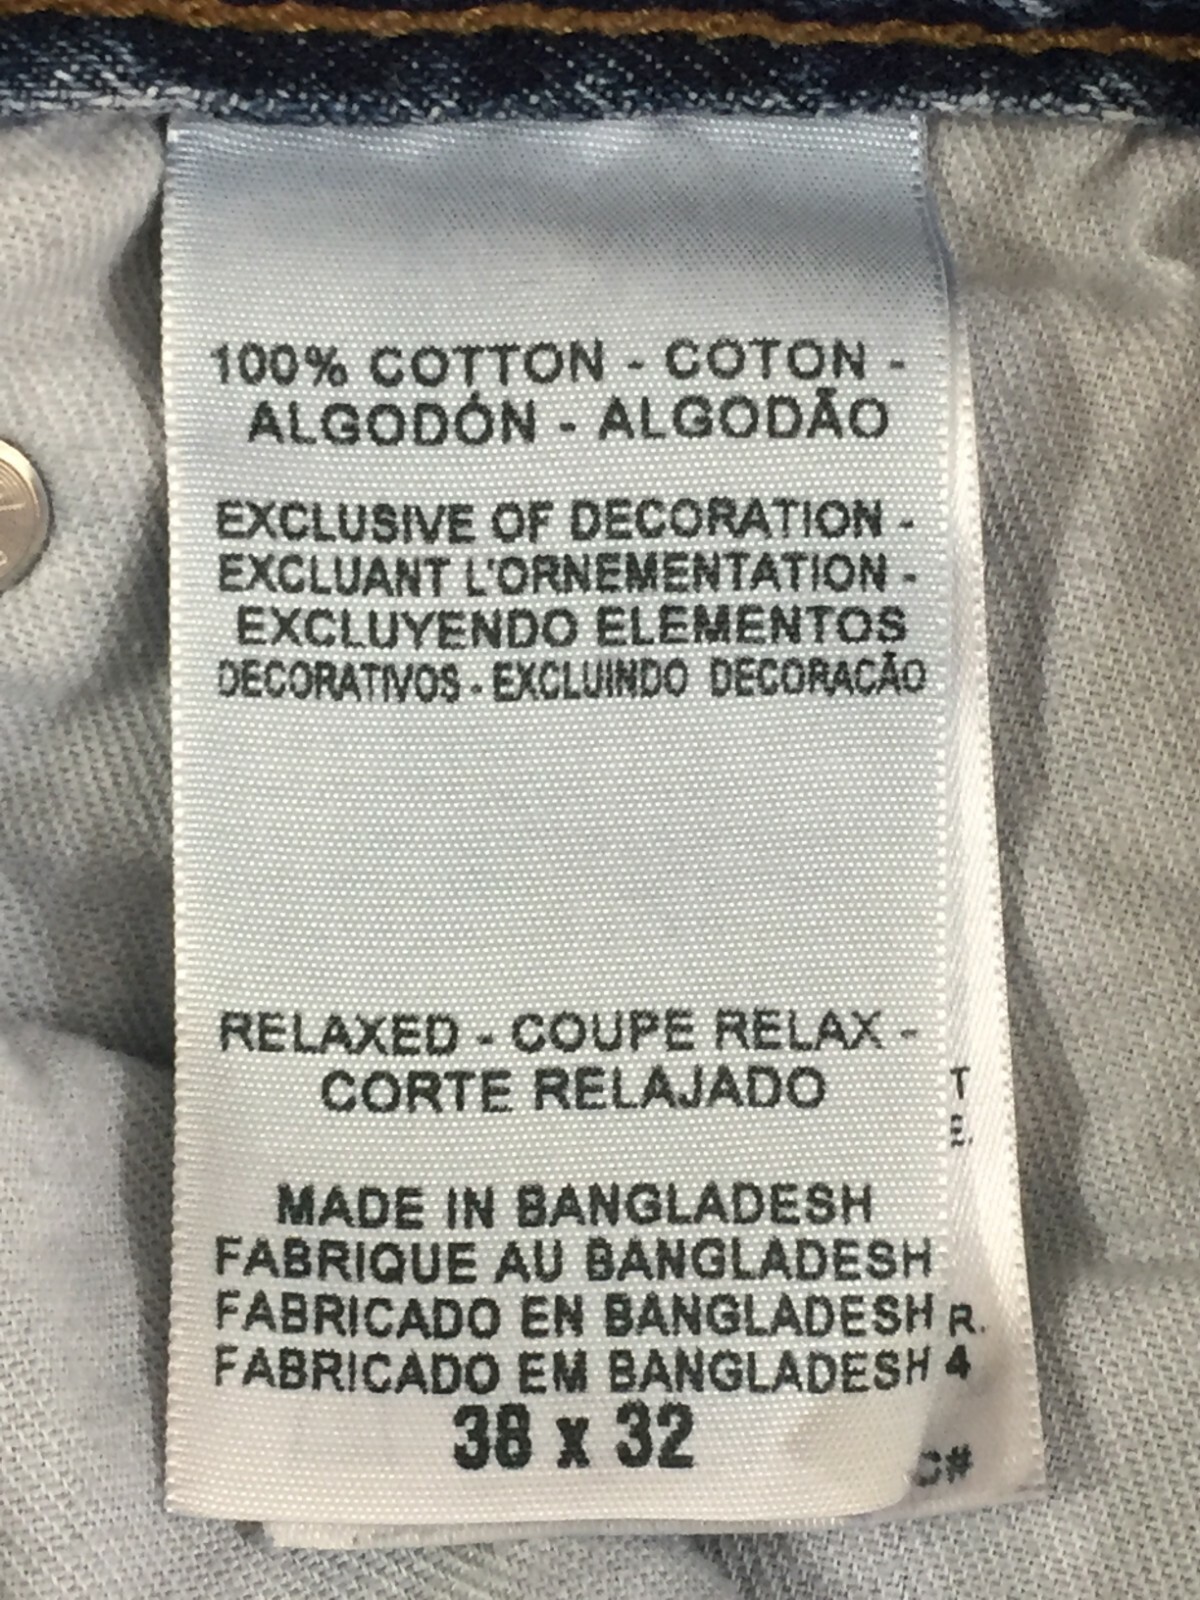 100% COTTON - COTON -
ALGODÓN - ALGODÃO
EXCLUSIVE OF DECORATION -
EXCLUANT L'ORNEMENTATION -
EXCLUYENDO ELEMENTOS
DECORATIVOS - EXCLUINDO DECORACÃO
RELAXED - COUPE RELAX -
CORTE RELAJADO
T
E.
MADE IN BANGLADESH
FABRIQUE AU BANGLADESH
FABRICADO EN BANGLADESH
R.
FABRICADO EM BANGLADESH
4
38 x 32
C#